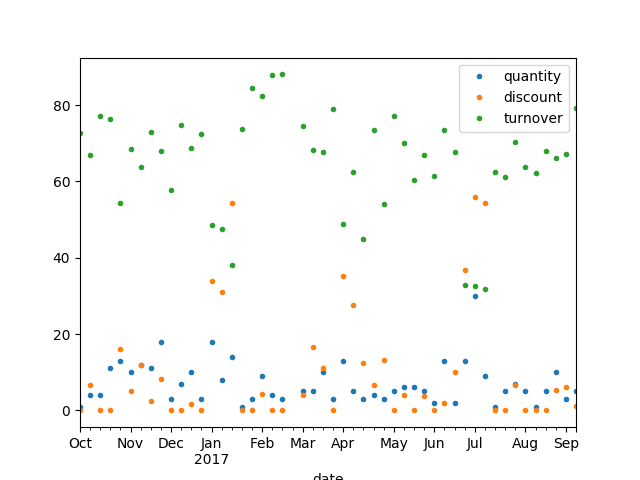 quantity
discount
turnover
80
60
40
20
0
Oct Nov Dec Jan Feb Mar Apr May Jun Jul Aug Sep
2017
date